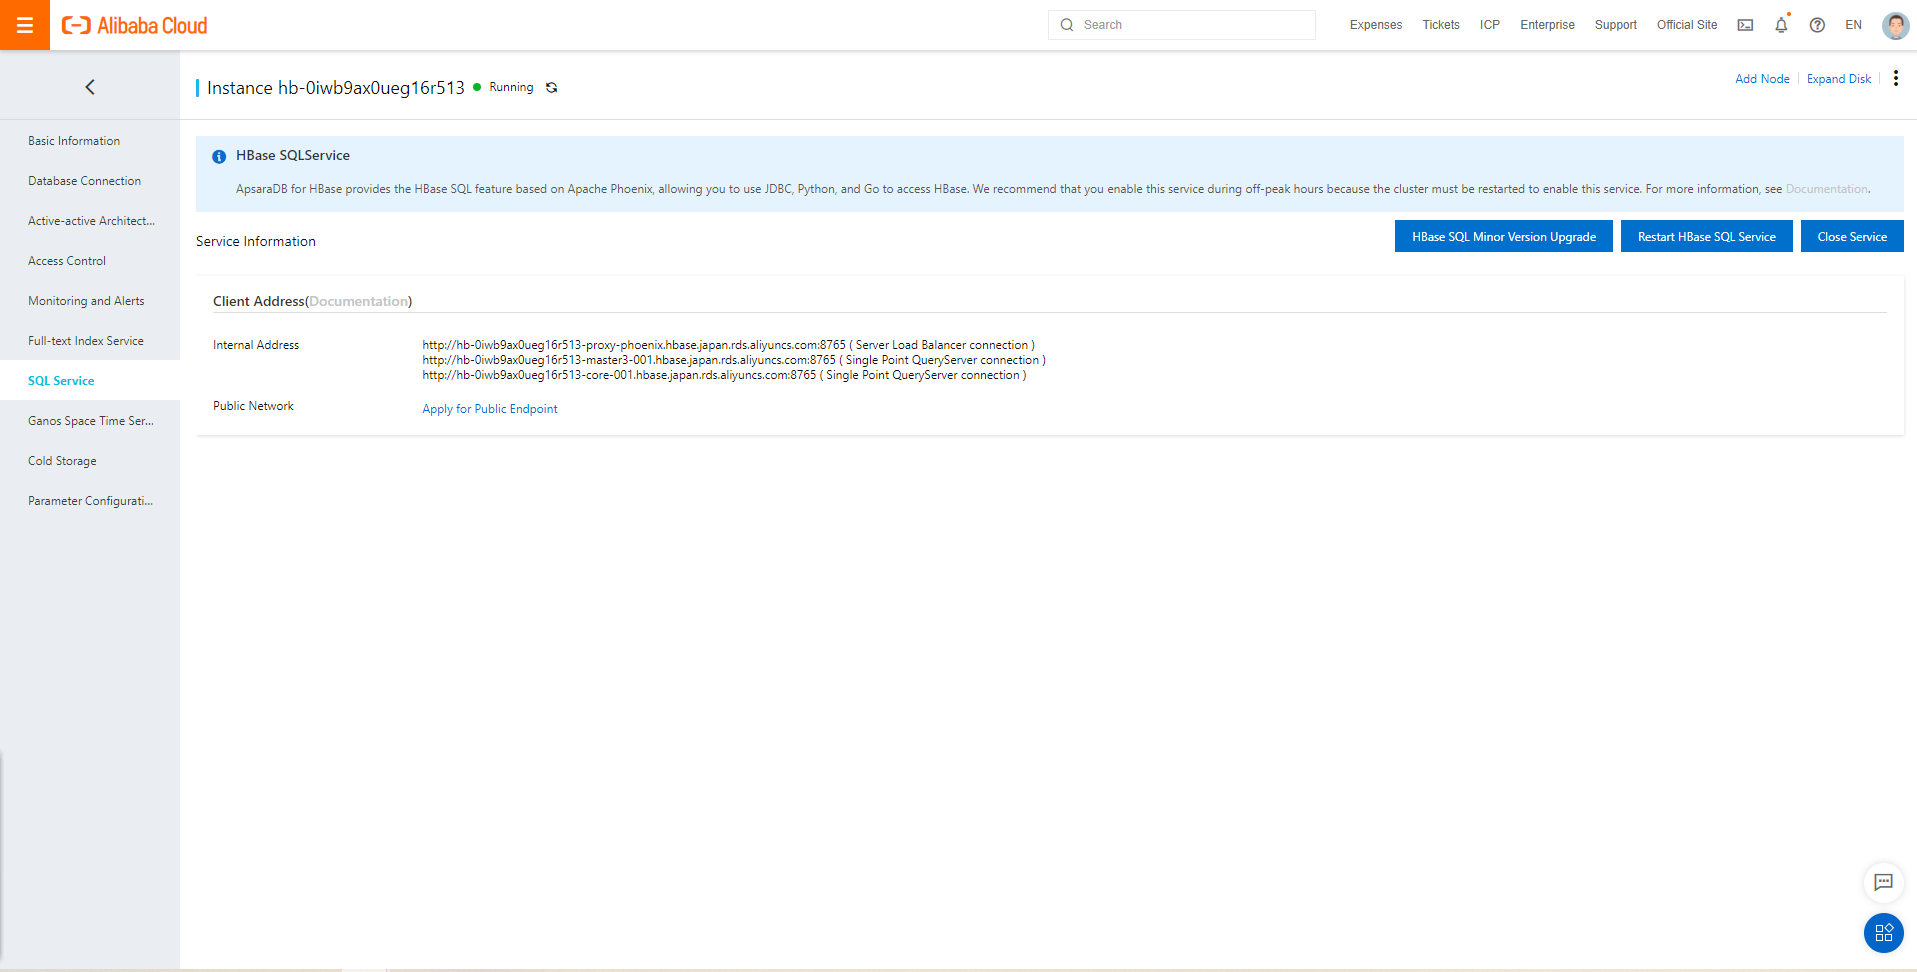 Alibaba Cloud
Search
Expenses
Tickets
ICP
Enterprise
Support
Official Site
EN
Instance hb-0iwb9ax0ueg16r513
Running
Add Node
Expand Disk
Basic Information
Database Connection
Active-active Architect...
Access Control
Monitoring and Alerts
Full-text Index Service
SQL Service
Ganos Space Time Ser...
Cold Storage
Parameter Configurati...
HBase SQLService
ApsaraDB for HBase provides the HBase SQL feature based on Apache Phoenix, allowing you to use JDBC, Python, and Go to access HBase. We recommend that you enable this service during off-peak hours because the cluster must be restarted to enable this service. For more information, see Documentation.
Service Information
HBase SQL Minor Version Upgrade
Restart HBase SQL Service
Close Service
Client Address(Documentation)
Internal Address
http://hb-0iwb9ax0ueg16r513-proxy-phoenix.hbase.japan.rds.aliyuncs.com:8765 ( Server Load Balancer connection )
http://hb-0iwb9ax0ueg16r513-master3-001.hbase.japan.rds.aliyuncs.com:8765 ( Single Point QueryServer connection )
http://hb-0iwb9ax0ueg16r513-core-001.hbase.japan.rds.aliyuncs.com:8765 ( Single Point QueryServer connection )
Public Network
Apply for Public Endpoint